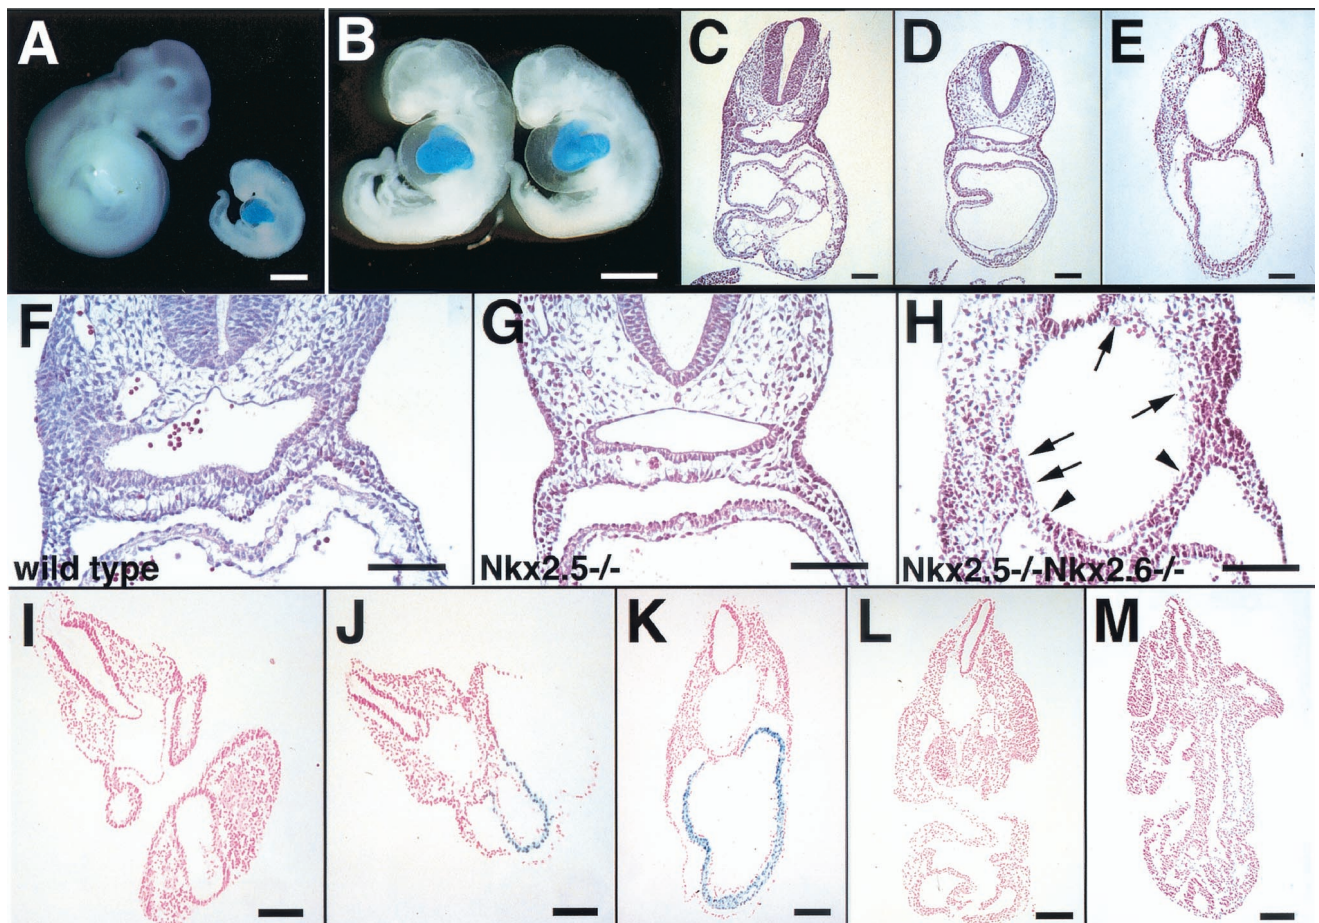 A
B
C
D
E
F
wild type
G
Nkx2.5-/-
H
Nkx2.5-/-Nkx2.6-/-
I
J
K
L
M